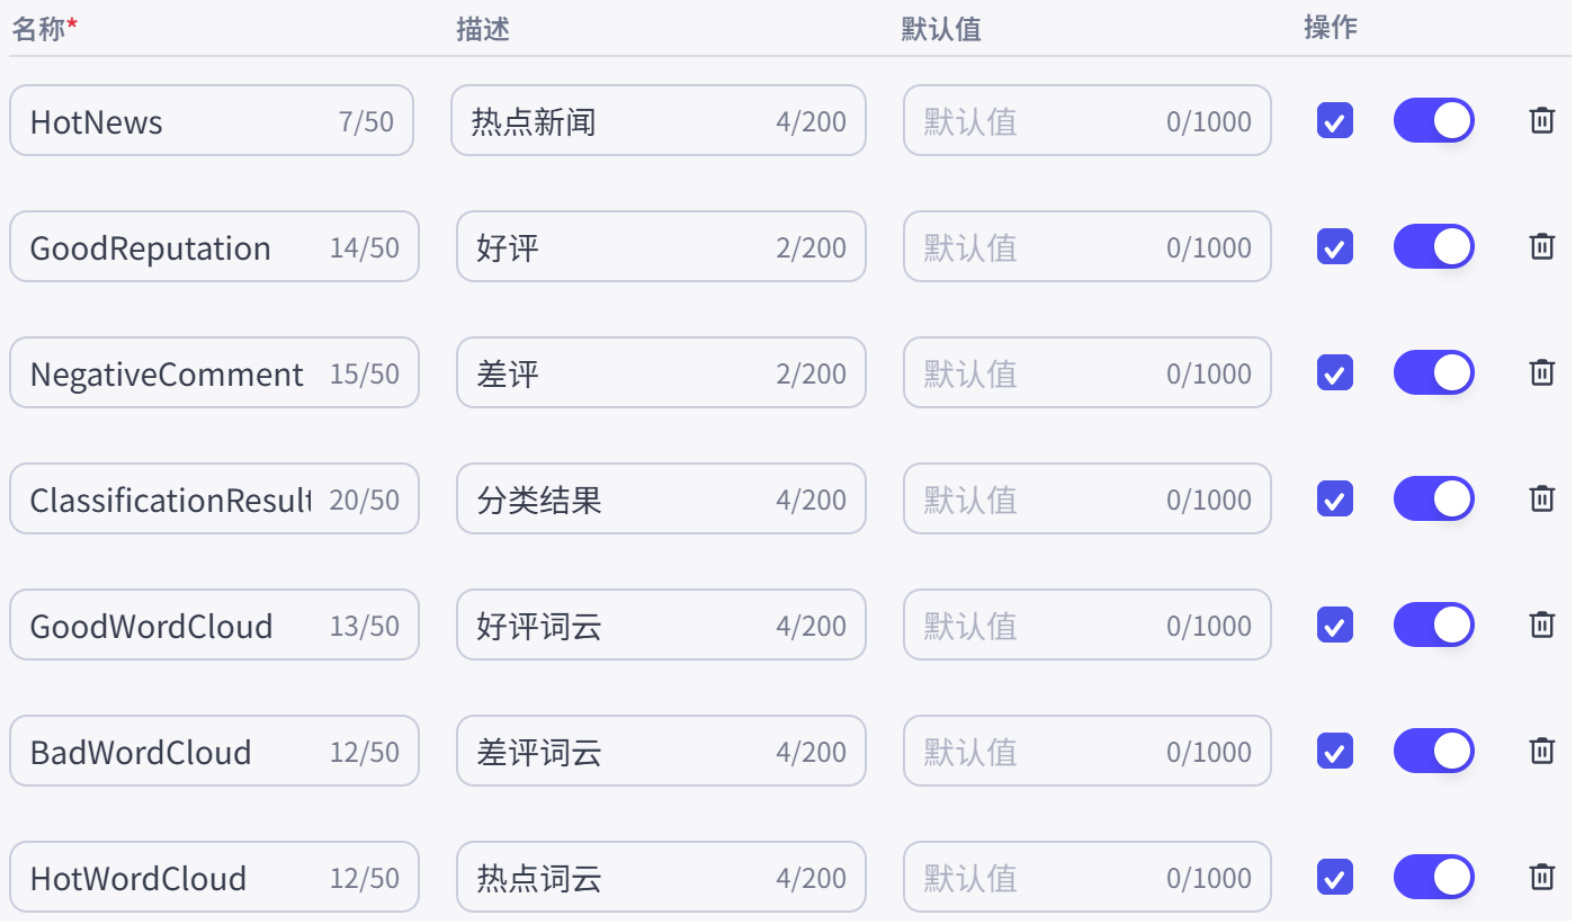 名称* 描述 默认值 操作
HotNews 7/50 热点新闻 4/200 默认值 0/1000
GoodReputation 14/50 好评 2/200 默认值 0/1000
NegativeComment 15/50 差评 2/200 默认值 0/1000
ClassificationResult 20/50 分类结果 4/200 默认值 0/1000
GoodWordCloud 13/50 好评词云 4/200 默认值 0/1000
BadWordCloud 12/50 差评词云 4/200 默认值 0/1000
HotWordCloud 12/50 热点词云 4/200 默认值 0/1000